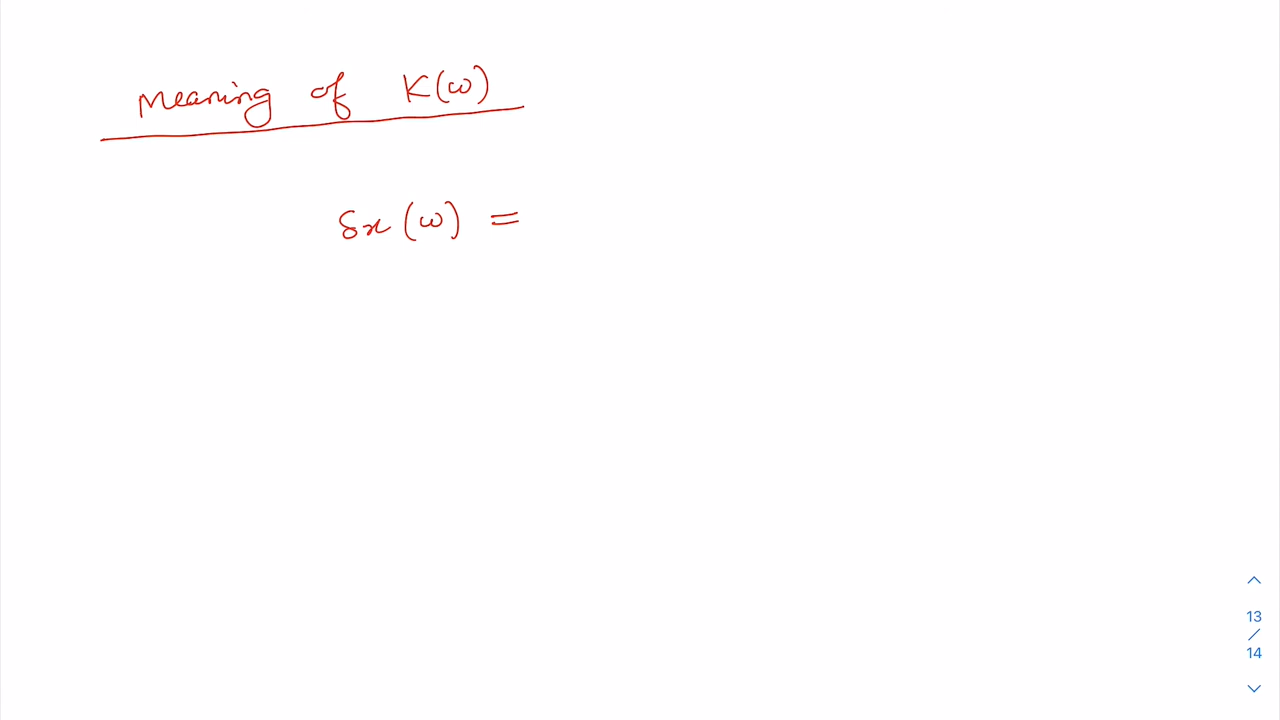 Meaning of K(ω)
δx(ω) =
13
/
14